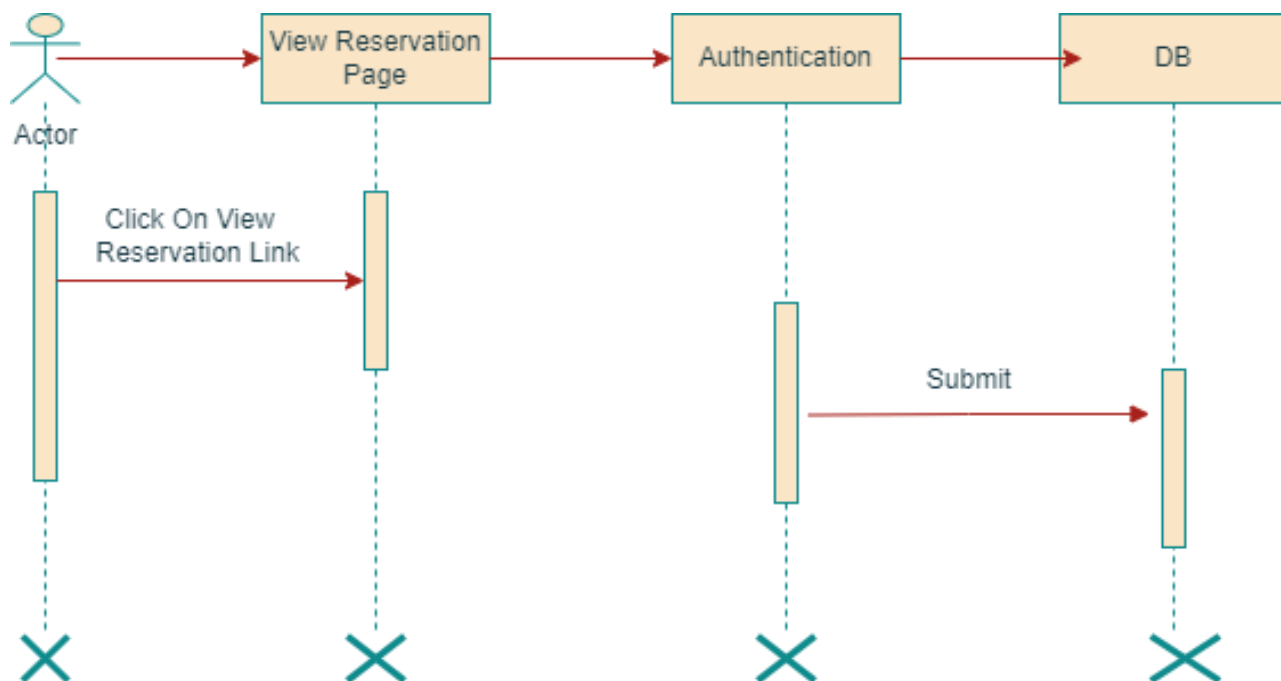 View Reservation
Page
Authentication
DB
Actor
Click On View
Reservation Link
Submit